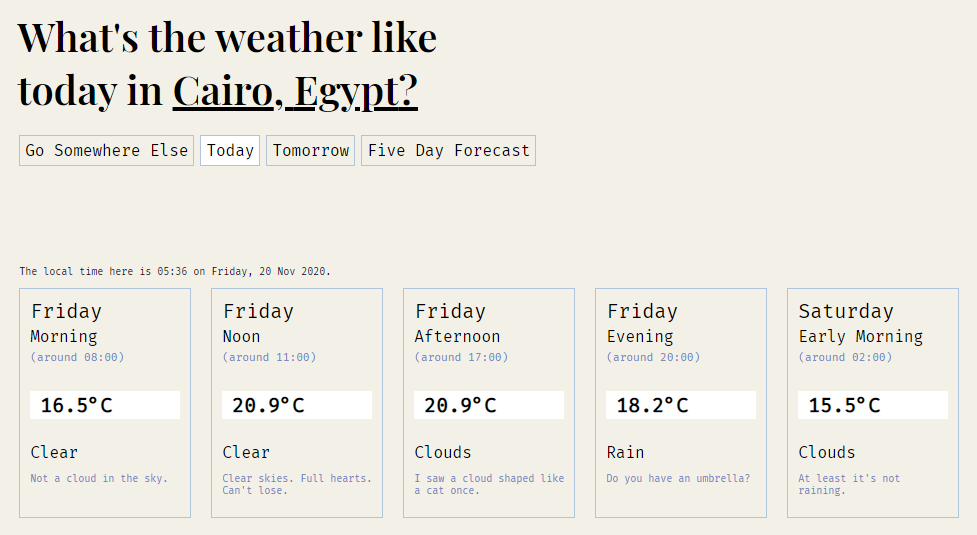 What's the weather like
today in Cairo, Egypt?
Go Somewhere Else
Today
Tomorrow
Five Day Forecast
The local time here is 05:36 on Friday, 20 Nov 2020.
Friday
Morning
(around 08:00)
16.5°C
Clear
Not a cloud in the sky.
Friday
Noon
(around 11:00)
20.9°C
Clear
Clear skies. Full hearts.
Can't lose.
Friday
Afternoon
(around 17:00)
20.9°C
Clouds
I saw a cloud shaped like
a cat once.
Friday
Evening
(around 20:00)
18.2°C
Rain
Do you have an umbrella?
Saturday
Early Morning
(around 02:00)
15.5°C
Clouds
At least it's not
raining.